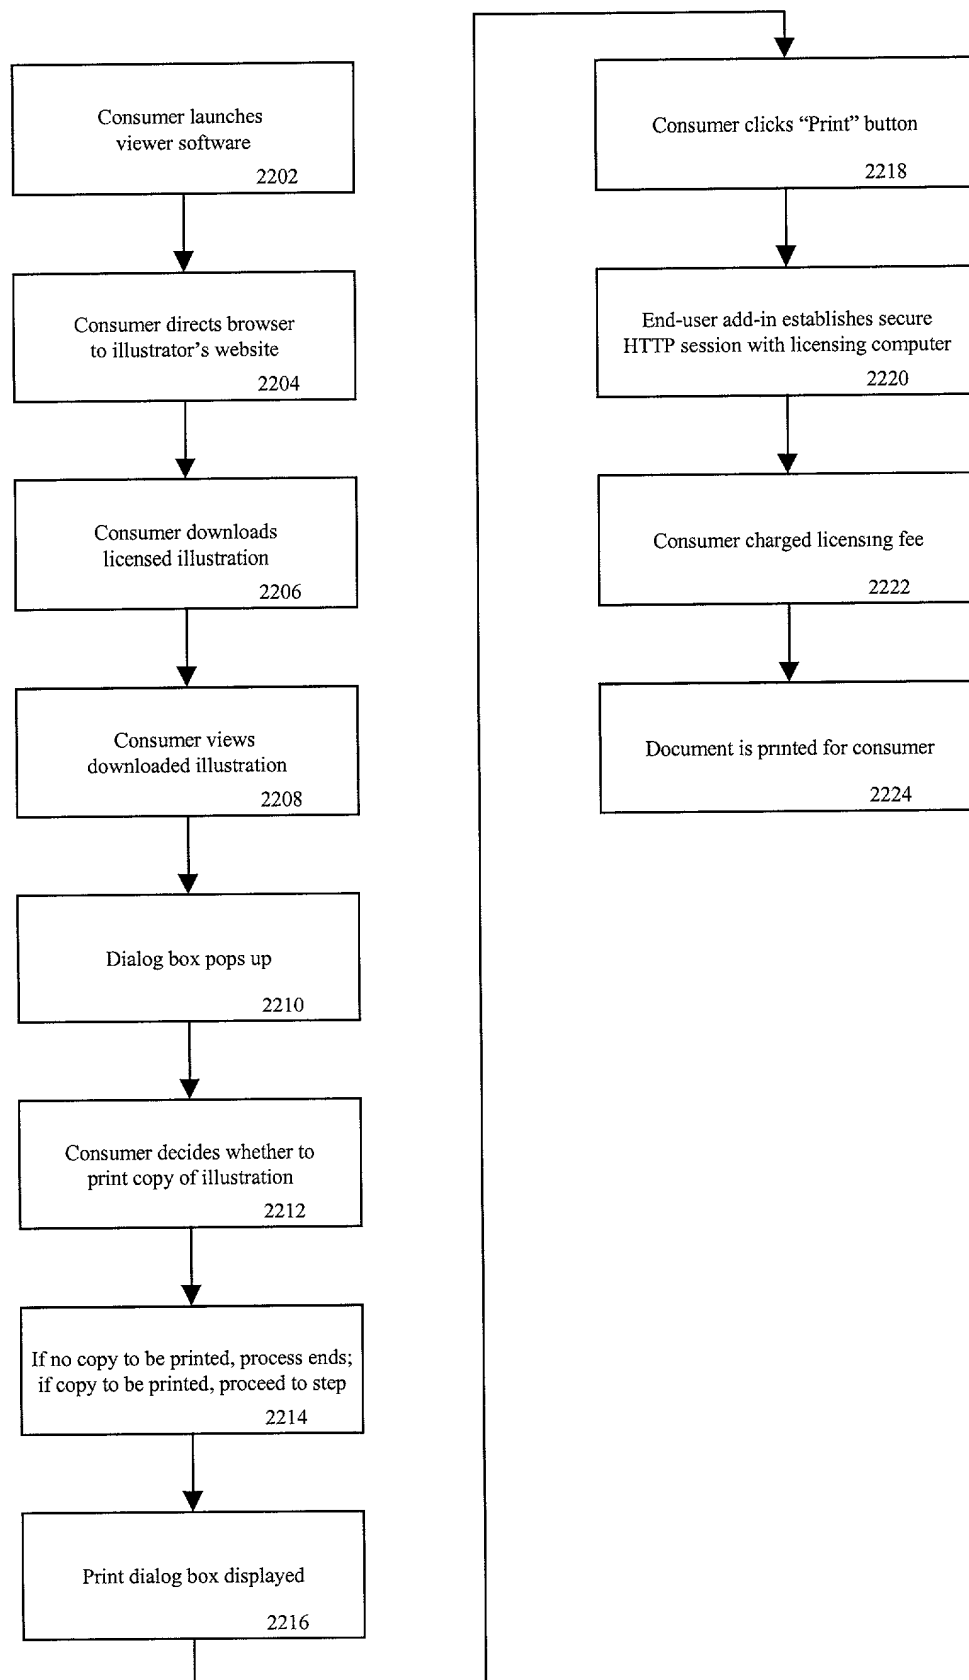 Consumer launches
viewer software
2202
Consumer directs browser
to illustrator's website
2204
Consumer downloads
licensed illustration
2206
Consumer views
downloaded illustration
2208
Dialog box pops up
2210
Consumer decides whether to
print copy of illustration
2212
If no copy to be printed, process ends;
if copy to be printed, proceed to step
2214
Print dialog box displayed
2216
Consumer clicks “Print” button
2218
End-user add-in establishes secure
HTTP session with licensing computer
2220
Consumer charged licensing fee
2222
Document is printed for consumer
2224